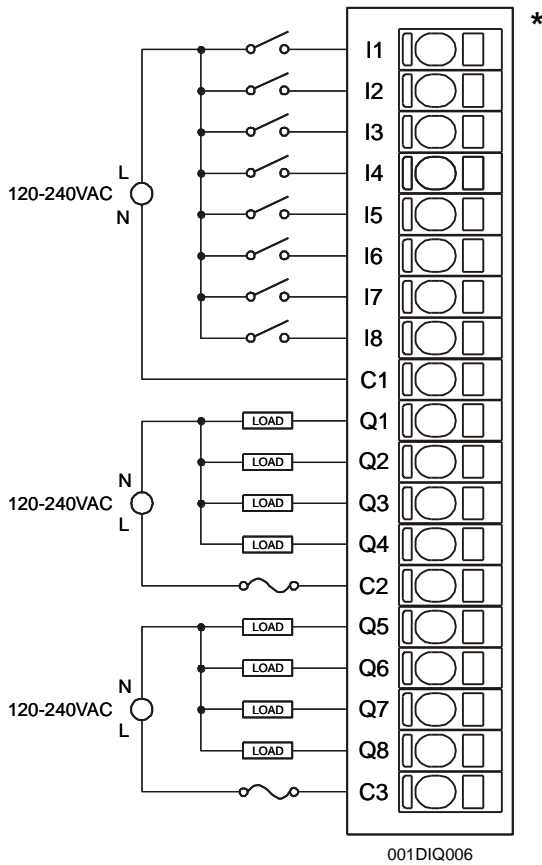 *
I1
I2
I3
I4
L
120-240VAC
N
I5
I6
I7
I8
C1
LOAD Q1
LOAD Q2
N
120-240VAC
L
LOAD Q3
LOAD Q4
C2
LOAD Q5
LOAD Q6
N
120-240VAC
L
LOAD Q7
LOAD Q8
C3
001DIQ006